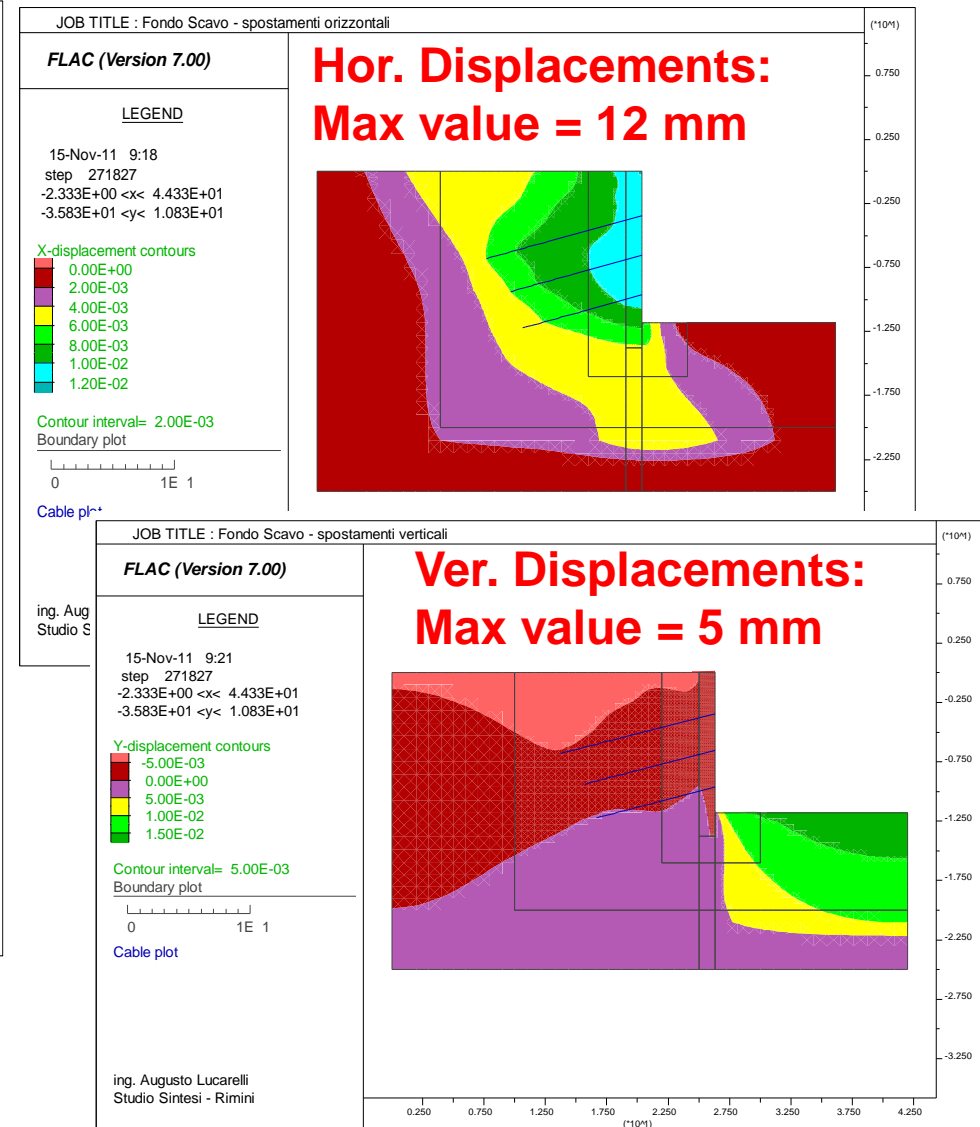 JOB TITLE : Fondo Scavo - spostamenti orizzontali
(*10^1)
FLAC (Version 7.00)
Hor. Displacements:
Max value = 12 mm
LEGEND
15-Nov-11 9:18
step 271827
-2.333E+00 <x< 4.433E+01
-3.583E+01 <y< 1.083E+01
X-displacement contours
0.00E+00
2.00E-03
4.00E-03
6.00E-03
8.00E-03
1.00E-02
1.20E-02
Contour interval= 2.00E-03
Boundary plot
0 1E 1
Cable plot
ing. Aug
Studio S
0.750
0.250
-0.250
-0.750
-1.250
-1.750
-2.250
JOB TITLE : Fondo Scavo - spostamenti verticali
(*10^1)
FLAC (Version 7.00)
Ver. Displacements:
Max value = 5 mm
LEGEND
15-Nov-11 9:21
step 271827
-2.333E+00 <x< 4.433E+01
-3.583E+01 <y< 1.083E+01
Y-displacement contours
-5.00E-03
0.00E+00
5.00E-03
1.00E-02
1.50E-02
Contour interval= 5.00E-03
Boundary plot
0 1E 1
Cable plot
ing. Augusto Lucarelli
Studio Sintesi - Rimini
0.750
0.250
-0.250
-0.750
-1.250
-1.750
-2.250
-2.750
-3.250
0.250 0.750 1.250 1.750 2.250 2.750 3.250 3.750 4.250
(*10^1)